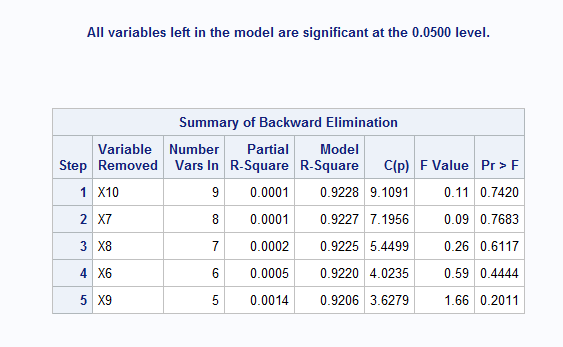 All variables left in the model are significant at the 0.0500 level.
Summary of Backward Elimination
Step Variable Removed Number Vars In Partial R-Square Model R-Square C(p) F Value Pr > F
1 X10 9 0.0001 0.9228 9.1091 0.11 0.7420
2 X7 8 0.0001 0.9227 7.1956 0.09 0.7683
3 X8 7 0.0002 0.9225 5.4499 0.26 0.6117
4 X6 6 0.0005 0.9220 4.0235 0.59 0.4444
5 X9 5 0.0014 0.9206 3.6279 1.66 0.2011